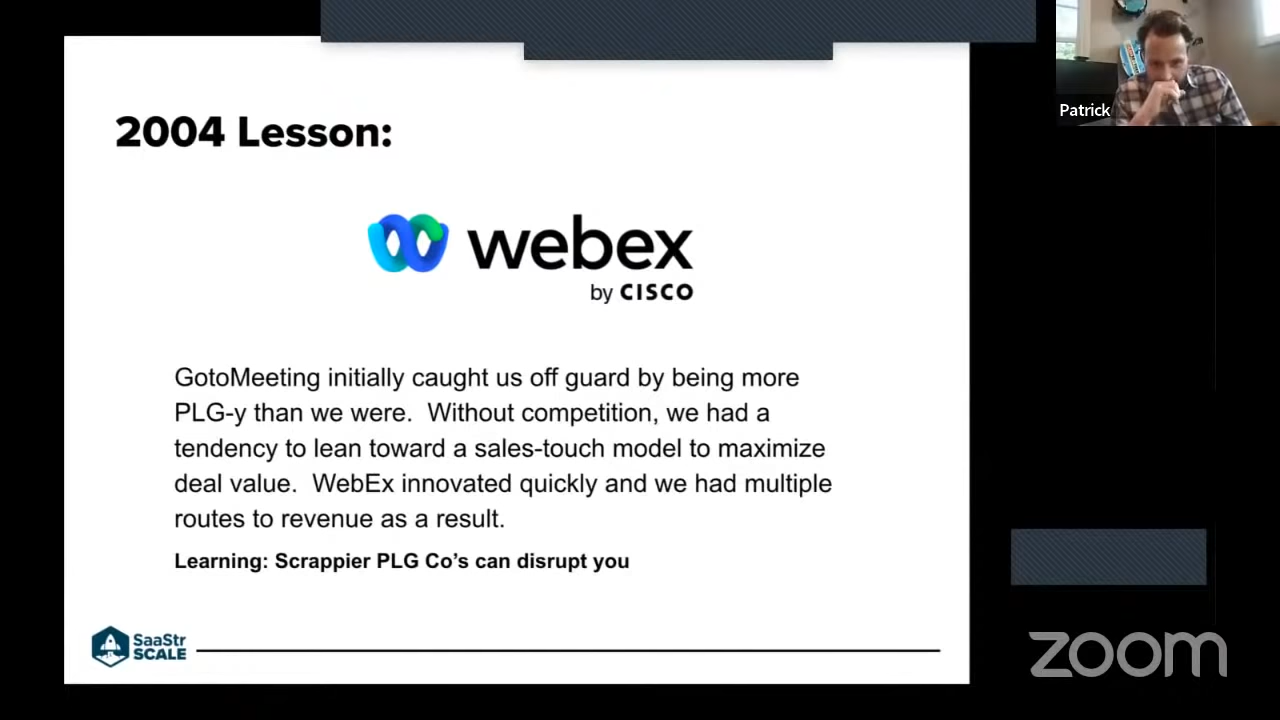 2004 Lesson:
webex
by CISCO
GotoMeeting initially caught us off guard by being more
PLG-y than we were.  Without competition, we had a
tendency to lean toward a sales-touch model to maximize
deal value.  WebEx innovated quickly and we had multiple
routes to revenue as a result.
Learning: Scrappier PLG Co’s can disrupt you
SaaStr
SCALE
Patrick
zoom